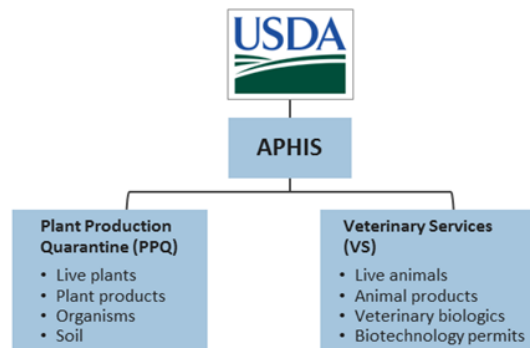 USDA
APHIS
Plant Production
Quarantine (PPQ)
• Live plants
• Plant products
• Organisms
• Soil
Veterinary Services
(VS)
• Live animals
• Animal products
• Veterinary biologics
• Biotechnology permits